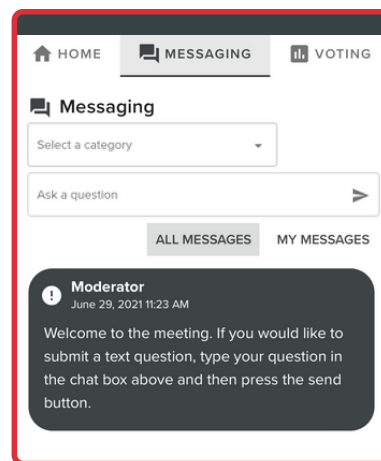 HOME MESSAGING VOTING
Messaging
Select a category
Ask a question
ALL MESSAGES MY MESSAGES
Moderator
June 29, 2021 11:23 AM
Welcome to the meeting. If you would like to
submit a text question, type your question in
the chat box above and then press the send
button.